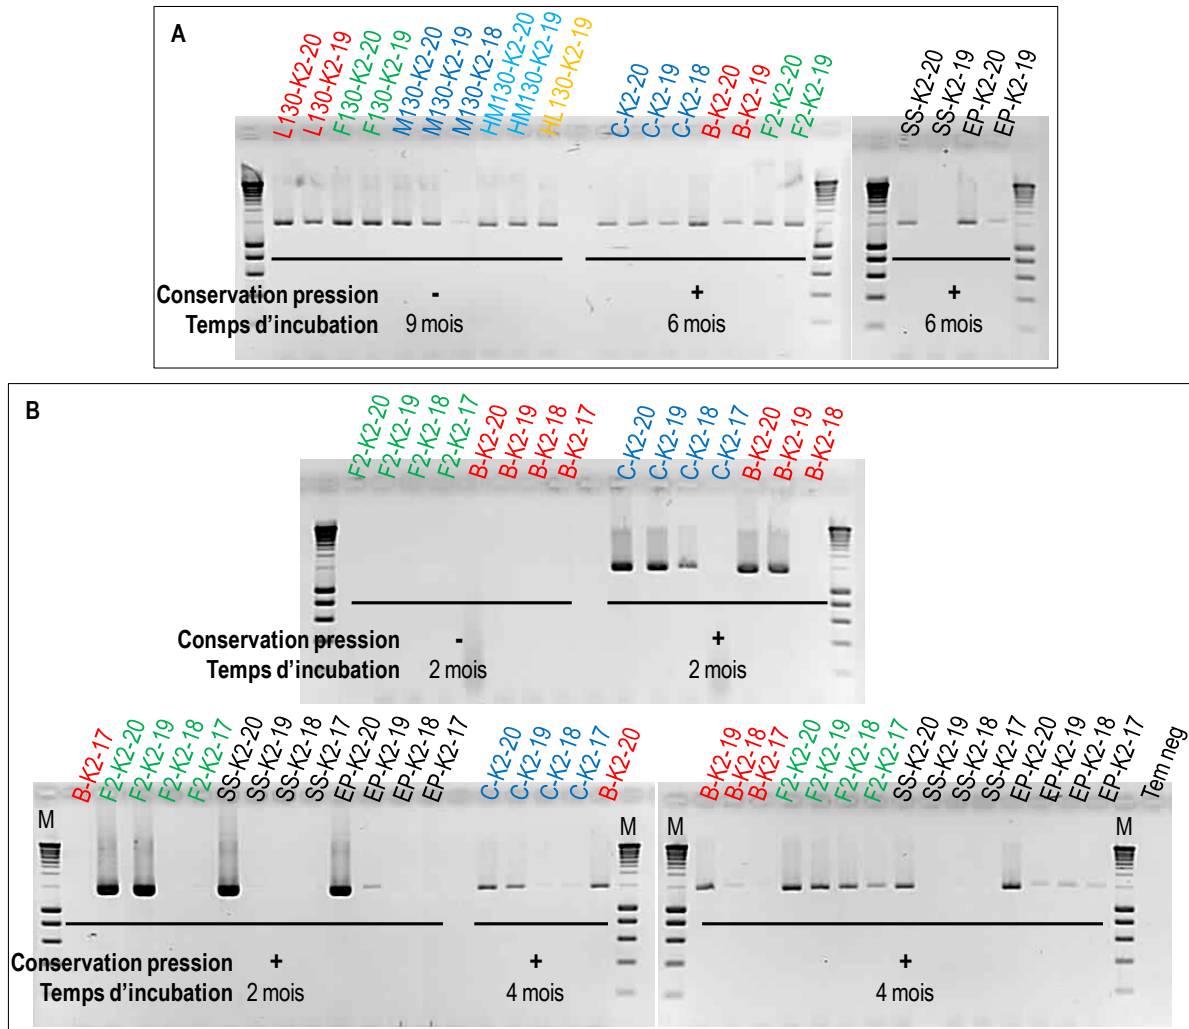 A
L130-K2-20
L130-K2-19
F130-K2-20
F130-K2-19
M130-K2-20
M130-K2-19
M130-K2-18
HM130-K2-20
HM130-K2-19
HL130-K2-19
C-K2-20
C-K2-19
C-K2-18
B-K2-20
B-K2-19
F2-K2-20
F2-K2-19
SS-K2-20
SS-K2-19
EP-K2-20
EP-K2-19
Conservation pression - + +
Temps d'incubation 9 mois 6 mois 6 mois
B
F2-K2-20
F2-K2-19
F2-K2-18
F2-K2-17
B-K2-20
B-K2-19
B-K2-18
B-K2-17
C-K2-20
C-K2-19
C-K2-18
C-K2-17
B-K2-20
B-K2-19
B-K2-18
Conservation pression - +
Temps d'incubation 2 mois 2 mois
B-K2-17
F2-K2-20
F2-K2-19
F2-K2-18
F2-K2-17
SS-K2-20
SS-K2-19
SS-K2-18
SS-K2-17
EP-K2-20
EP-K2-19
EP-K2-18
EP-K2-17
C-K2-20
C-K2-19
C-K2-18
C-K2-17
B-K2-20
B-K2-19
B-K2-18
B-K2-17
F2-K2-20
F2-K2-19
F2-K2-18
F2-K2-17
SS-K2-20
SS-K2-19
SS-K2-18
SS-K2-17
EP-K2-20
EP-K2-19
EP-K2-18
EP-K2-17
Tem neg
M M M M
Conservation pression + + +
Temps d'incubation 2 mois 4 mois 4 mois